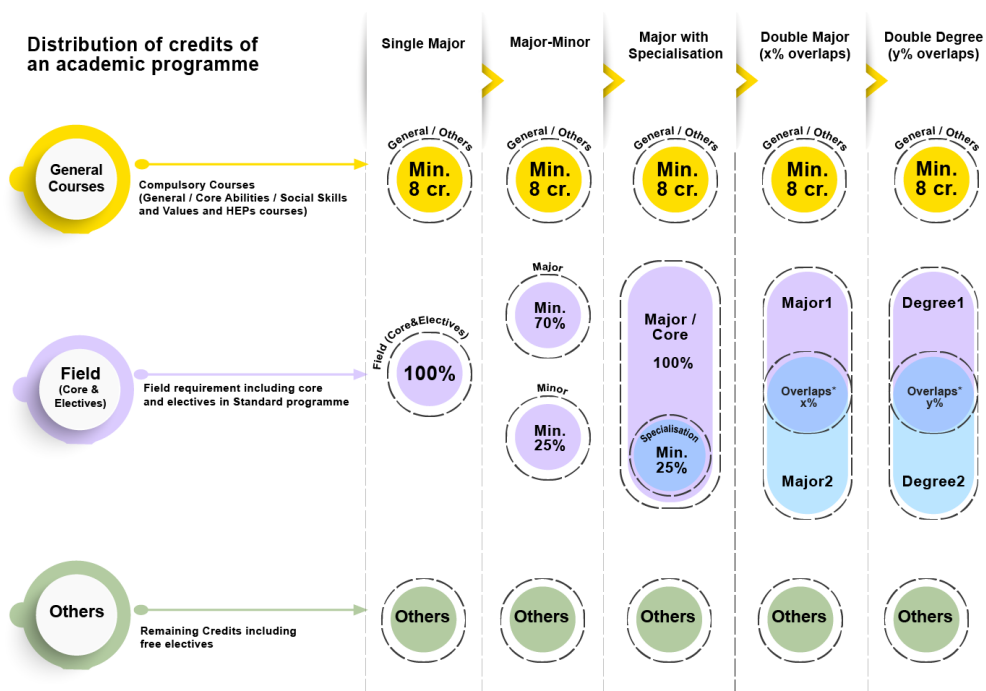 Distribution of credits of
an academic programme
Single Major
Major-Minor
Major with
Specialisation
Double Major
(x% overlaps)
Double Degree
(y% overlaps)
General
Courses
Compulsory Courses
(General / Core Abilities / Social Skills
and Values and HEPs courses)
General / Others
Min.
8 cr.
General / Others
Min.
8 cr.
General / Others
Min.
8 cr.
General / Others
Min.
8 cr.
General / Others
Min.
8 cr.
Field
(Core &
Electives)
Field requirement including core
and electives in Standard programme
Field (Core&Electives)
100%
Major
Min.
70%
Minor
Min.
25%
Major /
Core
100%
Specialisation
Min.
25%
Major1
Overlaps*
x%
Major2
Degree1
Overlaps*
y%
Degree2
Others
Remaining Credits including
free electives
Others
Others
Others
Others
Others